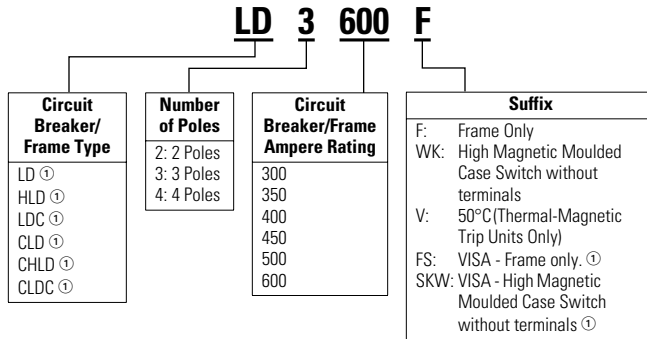 LD 3 600 F
Circuit
Breaker/
Frame Type
LD ①
HLD ①
LDC ①
CLD ①
CHLD ①
CLDC ①
Number
of Poles
2: 2 Poles
3: 3 Poles
4: 4 Poles
Circuit
Breaker/Frame
Ampere Rating
300
350
400
450
500
600
Suffix
F: Frame Only
WK: High Magnetic Moulded
Case Switch without
terminals
V: 50°C (Thermal-Magnetic
Trip Units Only)
FS: VISA - Frame only. ①
SKW: VISA - High Magnetic
Moulded Case Switch
without terminals ①